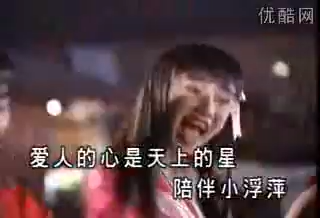 优酷网
爱人的心是天上的星
陪伴小浮萍